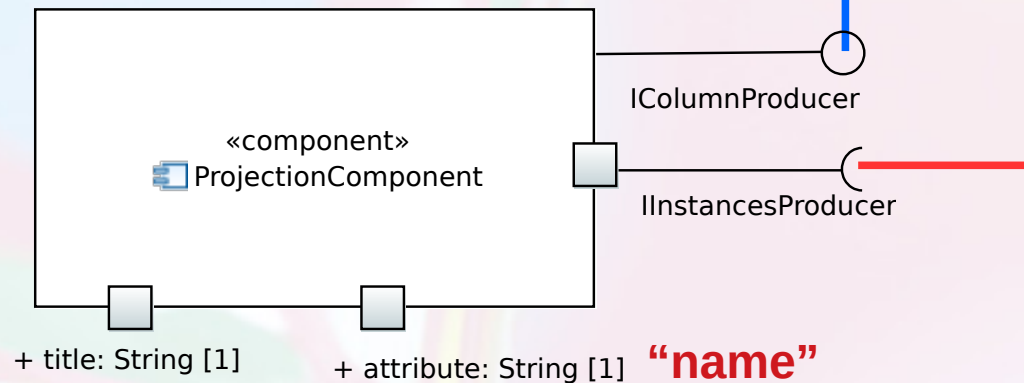 IColumnProducer
«component»
ProjectionComponent
IInstancesProducer
+ title: String [1]
+ attribute: String [1] “name”